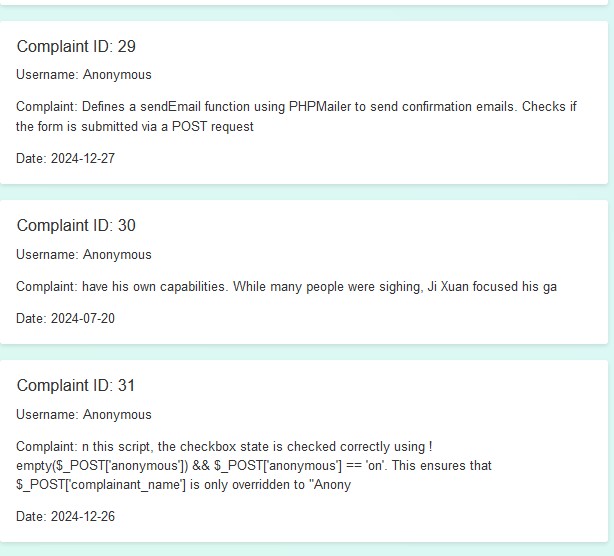 Complaint ID: 29
Username: Anonymous
Complaint: Defines a sendEmail function using PHPMailer to send confirmation emails. Checks if
the form is submitted via a POST request
Date: 2024-12-27
Complaint ID: 30
Username: Anonymous
Complaint: have his own capabilities. While many people were sighing, Ji Xuan focused his ga
Date: 2024-07-20
Complaint ID: 31
Username: Anonymous
Complaint: n this script, the checkbox state is checked correctly using !
empty($_POST['anonymous']) && $_POST['anonymous'] == 'on'. This ensures that
$_POST['complainant_name'] is only overridden to "Anony
Date: 2024-12-26